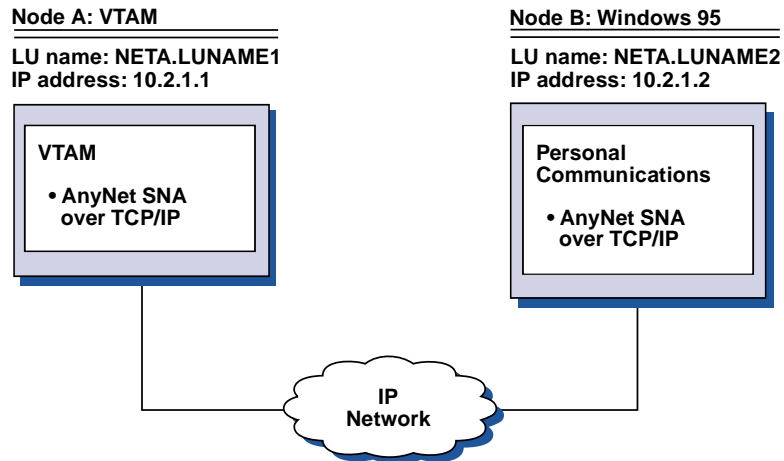 Node A: VTAM
LU name: NETA.LUNAME1
IP address: 10.2.1.1
VTAM
• AnyNet SNA
over TCP/IP
Node B: Windows 95
LU name: NETA.LUNAME2
IP address: 10.2.1.2
Personal
Communications
• AnyNet SNA
over TCP/IP
IP
Network